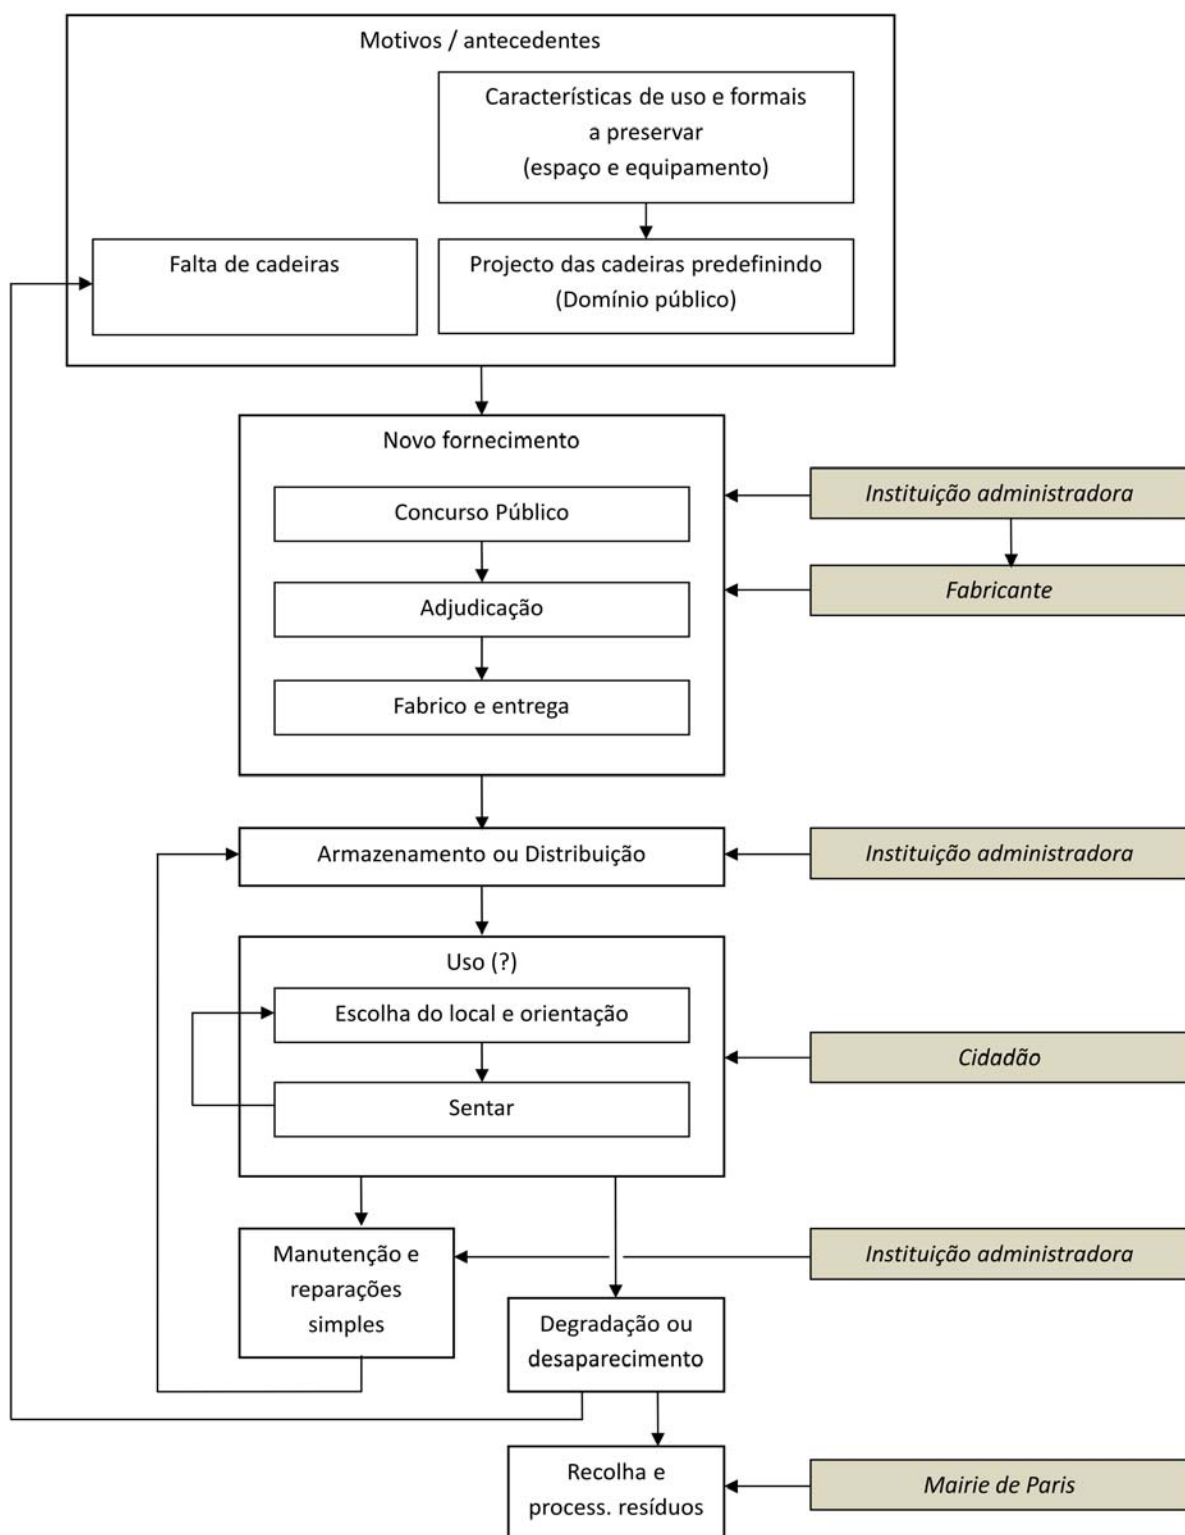 Motivos / antecedentes
Características de uso e formais
a preservar
(espaço e equipamento)
Falta de cadeiras
Projecto das cadeiras predefinindo
(Domínio público)
Novo fornecimento
Concurso Público
Instituição administradora
Adjudicação
Fabricante
Fabrico e entrega
Armazenamento ou Distribuição
Instituição administradora
Uso (?)
Escolha do local e orientação
Cidadão
Sentar
Manutenção e
reparações
simples
Instituição administradora
Degradação ou
desaparecimento
Recolha e
process. resíduos
Mairie de Paris